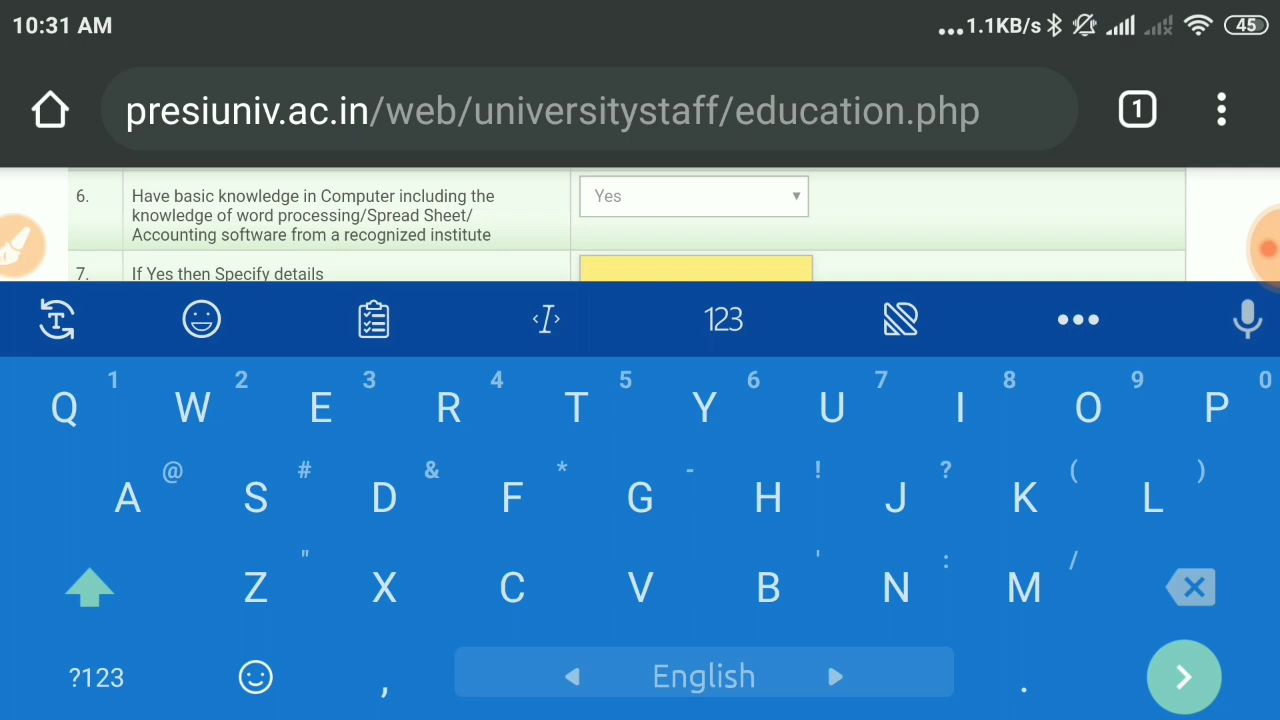 10:31 AM ...1.1KB/s 45
presiuniv.ac.in/web/universitystaff/education.php 1
6. Have basic knowledge in Computer including the Yes
knowledge of word processing/Spread Sheet/
Accounting software from a recognized institute
7. If Yes then Specify details
T 123
1 2 3 4 5 6 7 8 9 0
Q W E R T Y U I O P
@ # & * - ! ? ( )
A S D F G H J K L
" ' : /
Z X C V B N M
?123 , English .